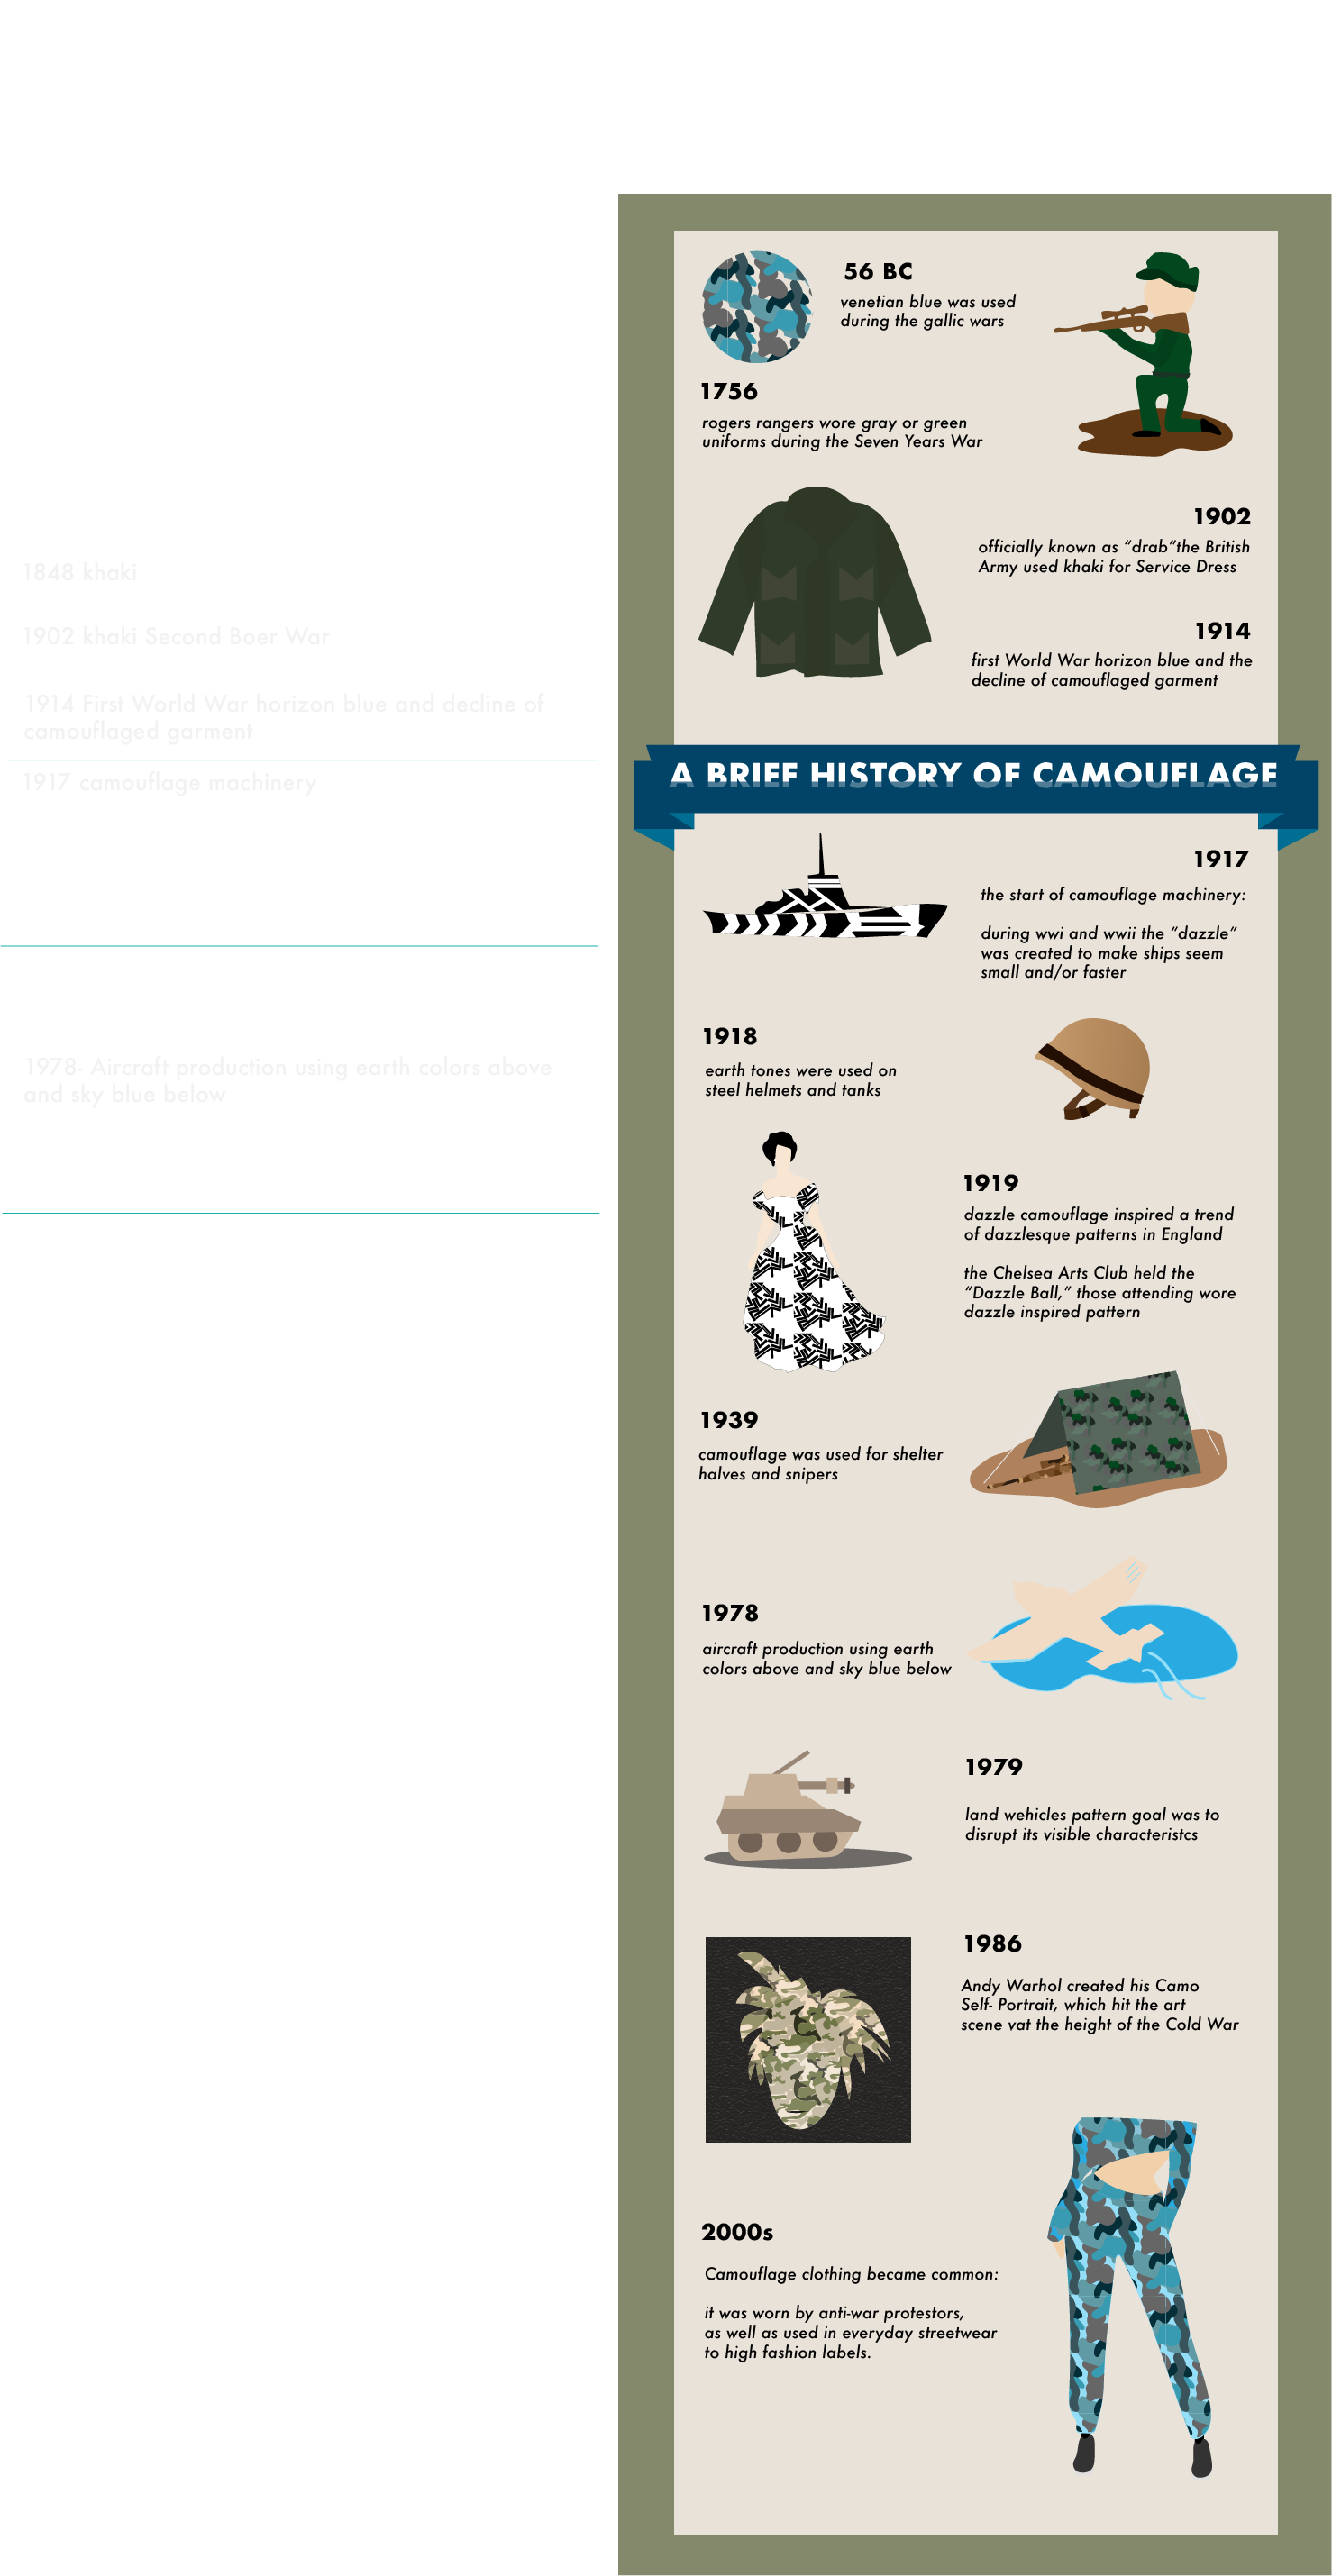 1848 khaki
1902 khaki Second Boer War
1914 First World War horizon blue and decline of
camouflaged garment
1917 camouflage machinery
1978- Aircraft production using earth colors above
and sky blue below
56 BC
venetian blue was used
during the gallic wars
1756
rogers rangers wore gray or green
uniforms during the Seven Years War
1902
officially known as “drab”the British
Army used khaki for Service Dress
1914
first World War horizon blue and the
decline of camouflaged garment
A BRIEF HISTORY OF CAMOUFLAGE
1917
the start of camouflage machinery:
during wwi and wwii the “dazzle”
was created to make ships seem
small and/or faster
1918
earth tones were used on
steel helmets and tanks
1919
dazzle camouflage inspired a trend
of dazzlesque patterns in England
the Chelsea Arts Club held the
“Dazzle Ball,” those attending wore
dazzle inspired pattern
1939
camouflage was used for shelter
halves and snipers
1978
aircraft production using earth
colors above and sky blue below
1979
land wehicles pattern goal was to
disrupt its visible characteristcs
1986
Andy Warhol created his Camo
Self- Portrait, which hit the art
scene vat the height of the Cold War
2000s
Camouflage clothing became common:
it was worn by anti-war protestors,
as well as used in everyday streetwear
to high fashion labels.